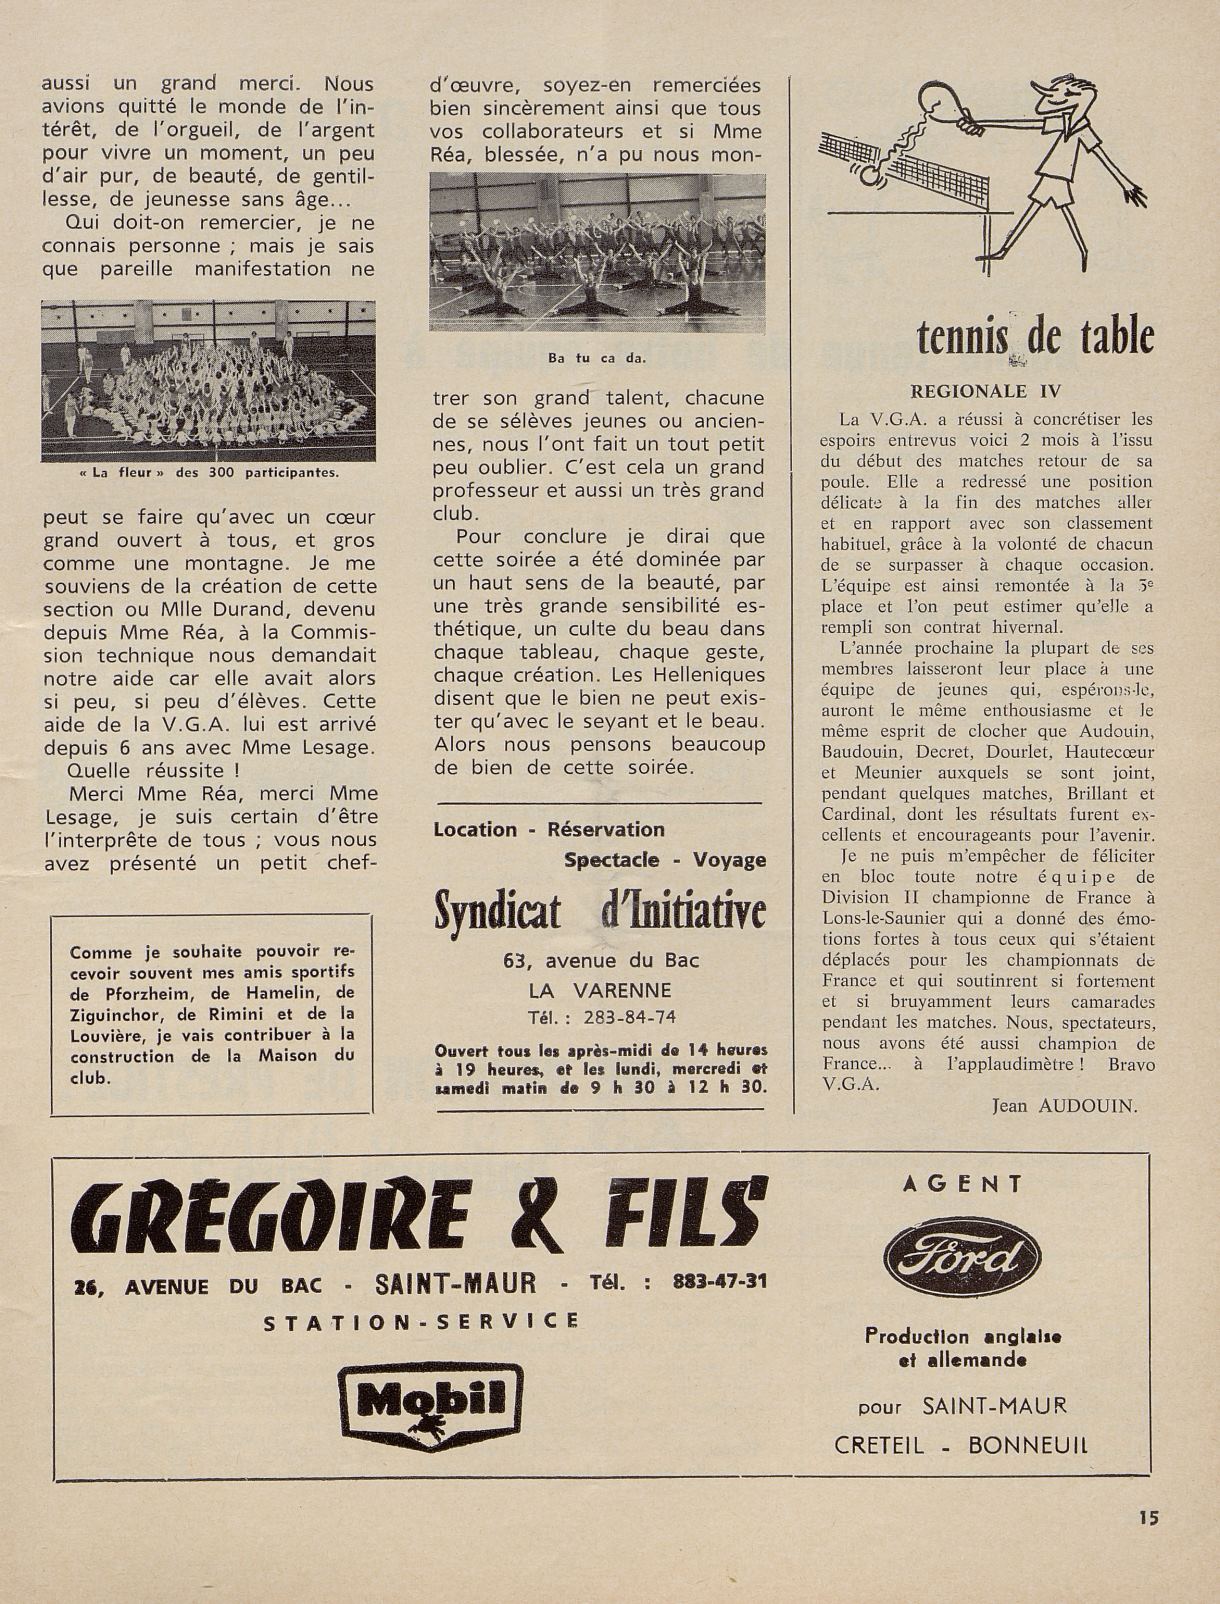 aussi un grand merci. Nous
avions quitté le monde de l'in-
térêt, de l'orgueil, de l'argent
pour vivre un moment, un peu
d'air pur, de beauté, de gentil-
lesse, de jeunesse sans âge...
Qui doit-on remercier, je ne
connais personne ; mais je sais
que pareille manifestation ne
« La fleur » des 300 participantes.
peut se faire qu'avec un cœur
grand ouvert à tous, et gros
comme une montagne. Je me
souviens de la création de cette
section ou Mlle Durand, devenu
depuis Mme Réa, à la Commis-
sion technique nous demandait
notre aide car elle avait alors
si peu, si peu d'élèves. Cette
aide de la V.G.A. lui est arrivé
depuis 6 ans avec Mme Lesage.
Quelle réussite !
Merci Mme Réa, merci Mme
Lesage, je suis certain d'être
l'interprête de tous ; vous nous
avez présenté un petit chef-
Comme je souhaite pouvoir re-
cevoir souvent mes amis sportifs
de Pforzheim, de Hamelin, de
Ziguinchor, de Rimini et de la
Louvière, je vais contribuer à la
construction de la Maison du
club.
d'œuvre, soyez-en remerciées
bien sincèrement ainsi que tous
vos collaborateurs et si Mme
Réa, blessée, n'a pu nous mon-
Ba tu ca da.
trer son grand talent, chacune
de se sélèves jeunes ou ancien-
nes, nous l'ont fait un tout petit
peu oublier. C'est cela un grand
professeur et aussi un très grand
club.
Pour conclure je dirai que
cette soirée a été dominée par
un haut sens de la beauté, par
une très grande sensibilité es-
thétique, un culte du beau dans
chaque tableau, chaque geste,
chaque création. Les Helleniques
disent que le bien ne peut exis-
ter qu'avec le seyant et le beau.
Alors nous pensons beaucoup
de bien de cette soirée.
Location - Réservation
Spectacle - Voyage
Syndicat d'Initiative
63, avenue du Bac
LA VARENNE
Tél. : 283-84-74
Ouvert tous les après-midi de 14 heures
à 19 heures, et les lundi, mercredi et
samedi matin de 9 h 30 à 12 h 30.
tennis de table
REGIONALE IV
La V.G.A. a réussi à concrétiser les
espoirs entrevus voici 2 mois à l'issu
du début des matches retour de sa
poule. Elle a redressé une position
délicate à la fin des matches aller
et en rapport avec son classement
habituel, grâce à la volonté de chacun
de se surpasser à chaque occasion.
L'équipe est ainsi remontée à la 5e
place et l'on peut estimer qu'elle a
rempli son contrat hivernal.
L'année prochaine la plupart de ses
membres laisseront leur place à une
équipe de jeunes qui, espérons-le,
auront le même enthousiasme et le
même esprit de clocher que Audouin,
Baudouin, Decret, Dourlet, Hautecœur
et Meunier auxquels se sont joint,
pendant quelques matches, Brillant et
Cardinal, dont les résultats furent ex-
cellents et encourageants pour l'avenir.
Je ne puis m'empêcher de féliciter
en bloc toute notre équipe de
Division II championne de France à
Lons-le-Saunier qui a donné des émo-
tions fortes à tous ceux qui s'étaient
déplacés pour les championnats de
France et qui soutinrent si fortement
et si bruyamment leurs camarades
pendant les matches. Nous, spectateurs,
nous avons été aussi champion de
France... à l'applaudimètre ! Bravo
V.G.A.
Jean AUDOUIN.
GRÉGOIRE & FILS
26, AVENUE DU BAC - SAINT-MAUR - Tél. : 883-47-31
STATION-SERVICE
Mobil
AGENT
Ford
Production anglaise
et allemande
pour SAINT-MAUR
CRETEIL - BONNEUIL
15